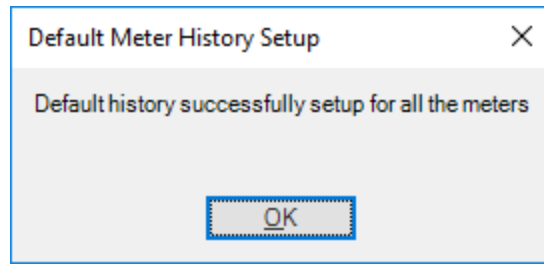 Default Meter History Setup
Default history successfully setup for all the meters
OK